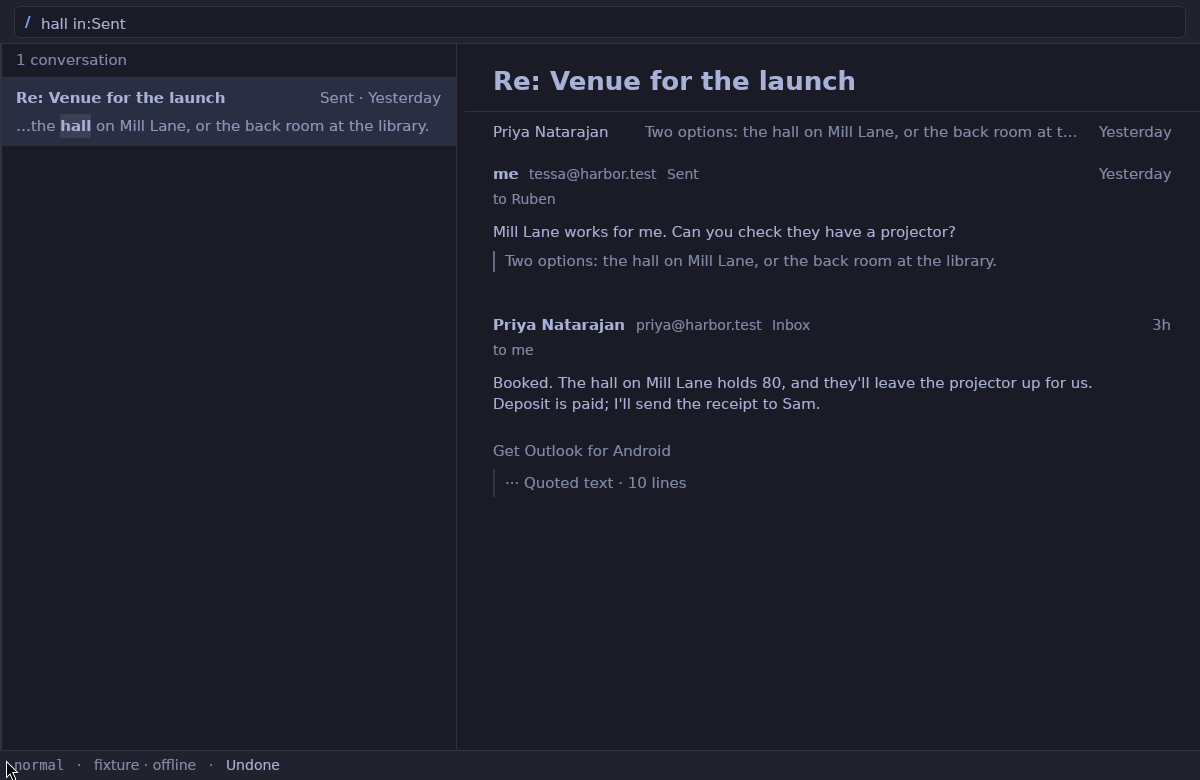 / hall in:Sent
1 conversation
Re: Venue for the launch Sent · Yesterday
…the hall on Mill Lane, or the back room at the library.
Re: Venue for the launch
Priya Natarajan Two options: the hall on Mill Lane, or the back room at t… Yesterday
me tessa@harbor.test Sent Yesterday
to Ruben
Mill Lane works for me. Can you check they have a projector?
Two options: the hall on Mill Lane, or the back room at the library.
Priya Natarajan priya@harbor.test Inbox 3h
to me
Booked. The hall on Mill Lane holds 80, and they'll leave the projector up for us.
Deposit is paid; I'll send the receipt to Sam.
Get Outlook for Android
··· Quoted text · 10 lines
normal · fixture · offline · Undone